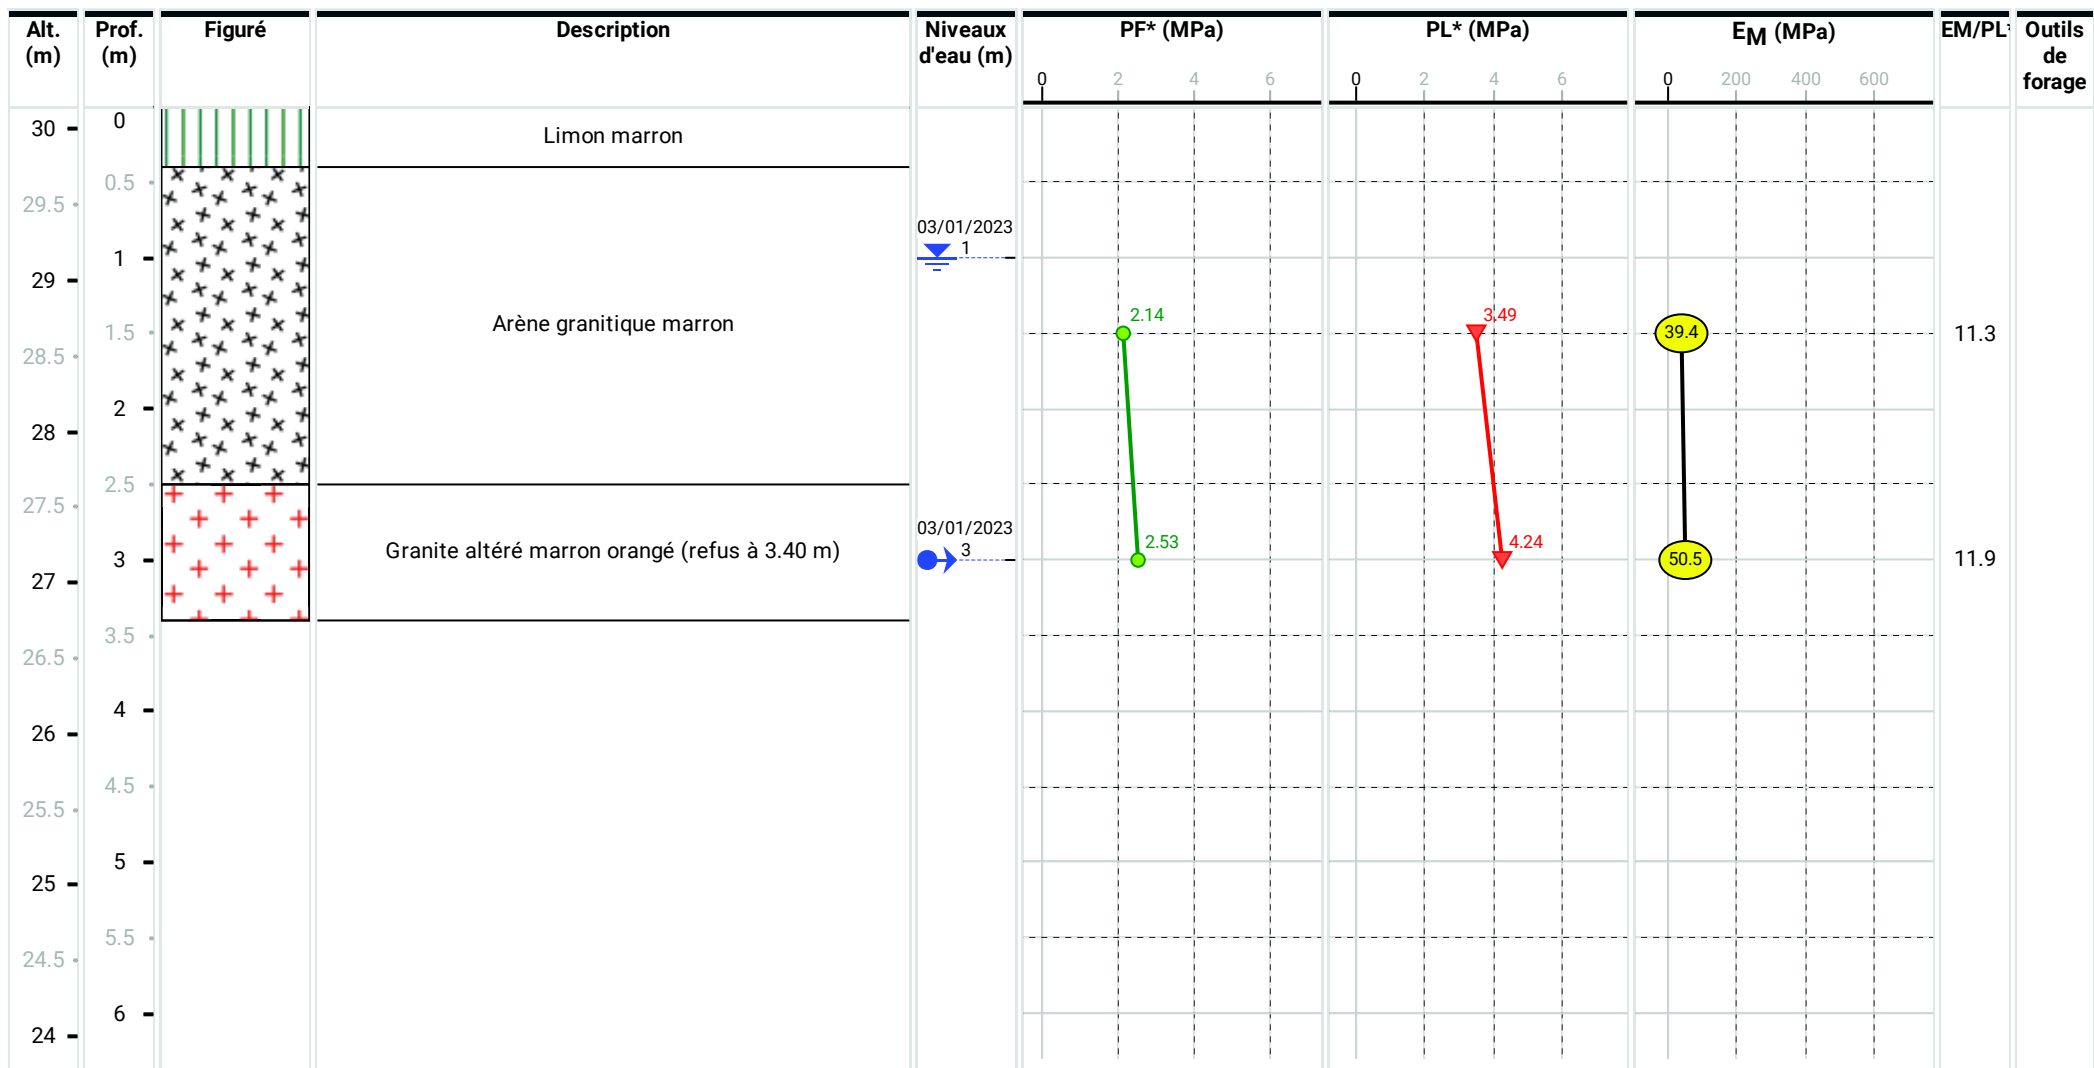 Alt. (m)
Prof. (m)
Figuré
Description
Niveaux d'eau (m)
PF* (MPa)
PL* (MPa)
EM (MPa)
EM/PL*
Outils de forage
0 2 4 6
0 2 4 6
0 200 400 600
30
29.5
29
28.5
28
27.5
27
26.5
26
25.5
25
24.5
24
0
0.5
1
1.5
2
2.5
3
3.5
4
4.5
5
5.5
6
Limon marron
Arène granitique marron
Granite altéré marron orangé (refus à 3.40 m)
03/01/2023
1
03/01/2023
3
2.14
2.53
3.49
4.24
39.4
50.5
11.3
11.9